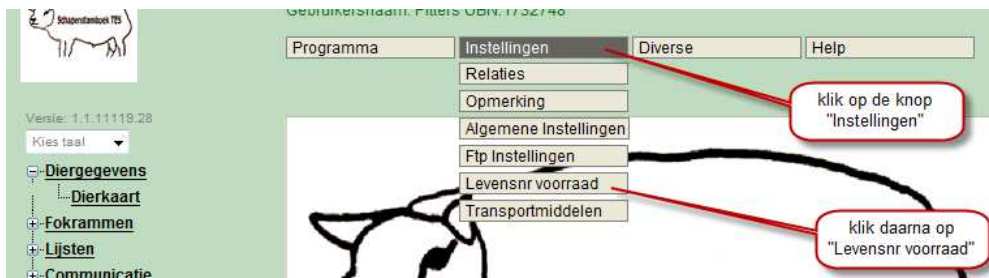 Schapenstamboek TES
Gebruikersnaam: Pitters UBN:1732748
Programma
Instellingen
Diverse
Help
Relaties
Opmerking
Algemene Instellingen
Ftp Instellingen
Levensnr voorraad
Transportmiddelen
klik op de knop
"Instellingen"
klik daarna op
"Levensnr voorraad"
Versie: 1.1.11119.28
Kies taal
Diergegevens
Dierkaart
Fokrammen
Lijsten
Communicatie